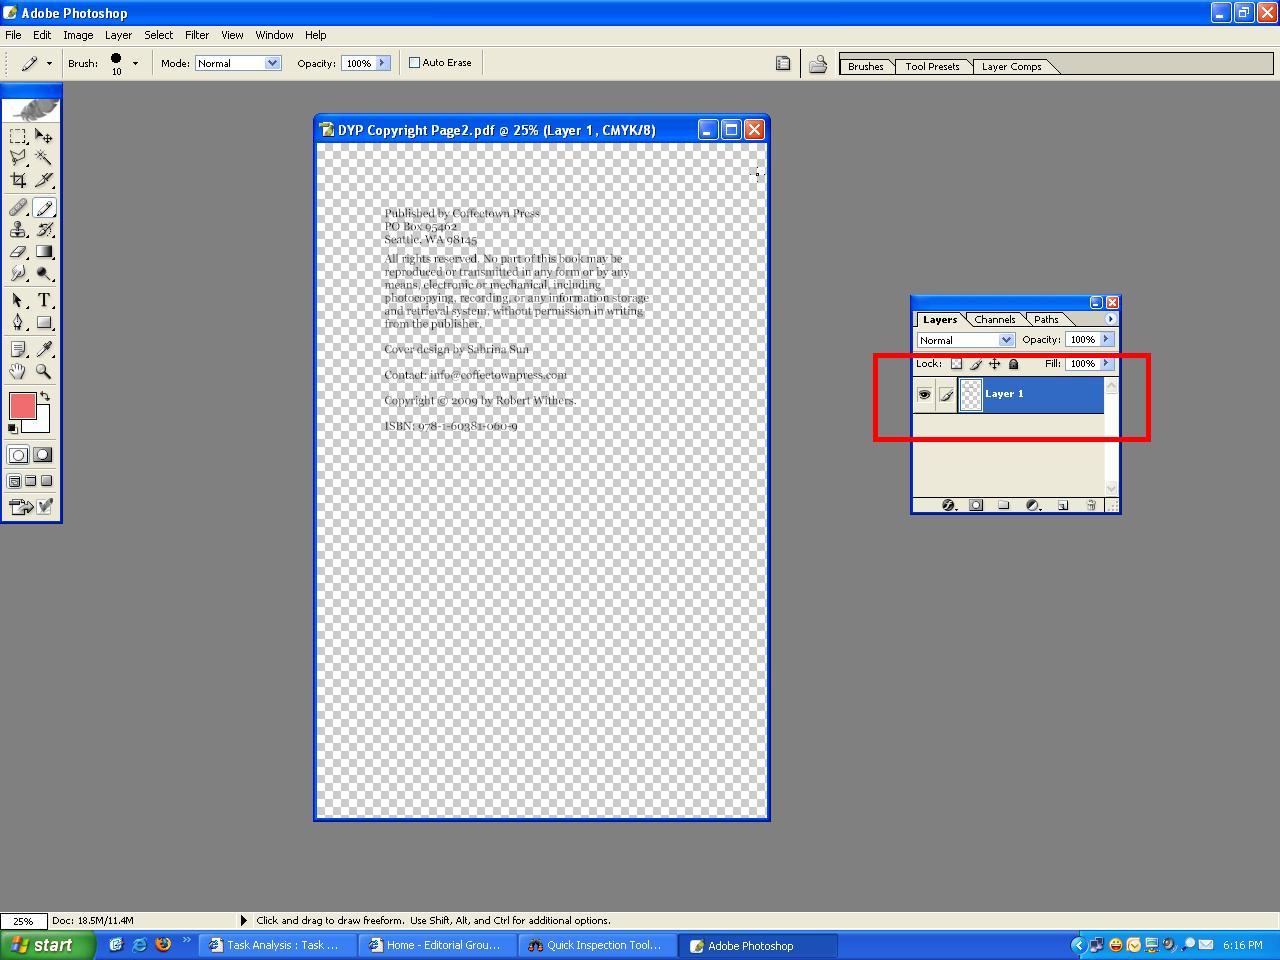 Adobe Photoshop
File Edit Image Layer Select Filter View Window Help
Brush: 10 Mode: Normal Opacity: 100% Auto Erase Brushes Tool Presets Layer Comps
DYP Copyright Page2.pdf @ 25% (Layer 1, CMYK/8)
Published by Coffeetown Press
PO Box 95462
Seattle, WA 98145
All rights reserved. No part of this book may be
reproduced or transmitted in any form or by any
means, electronic or mechanical, including
photocopying, recording, or any information storage
and retrieval system, without permission in writing
from the publisher.
Cover design by Sabrina Sun
Contact: info@coffeetownpress.com
Copyright © 2009 by Robert Withers.
ISBN: 978-1-60381-060-9
Layers Channels Paths
Normal Opacity: 100%
Lock: Fill: 100%
Layer 1
25% Doc: 18.5M/11.4M Click and drag to draw freeform. Use Shift, Alt, and Ctrl for additional options.
start Task Analysis : Task ... Home - Editorial Grou... Quick Inspection Tool... Adobe Photoshop 6:16 PM